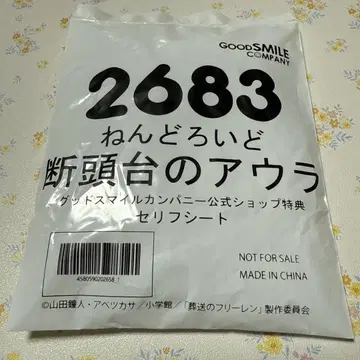 GOODSMILE
COMPANY
2683
ねんどろいど
断頭台のアウラ
グッドスマイルカンパニー公式ショップ特典
セリフシート
NOT FOR SALE
MADE IN CHINA
4580590202658 1
©山田鐘人・アベツカサ/小学館/「葬送のフリーレン」製作委員会